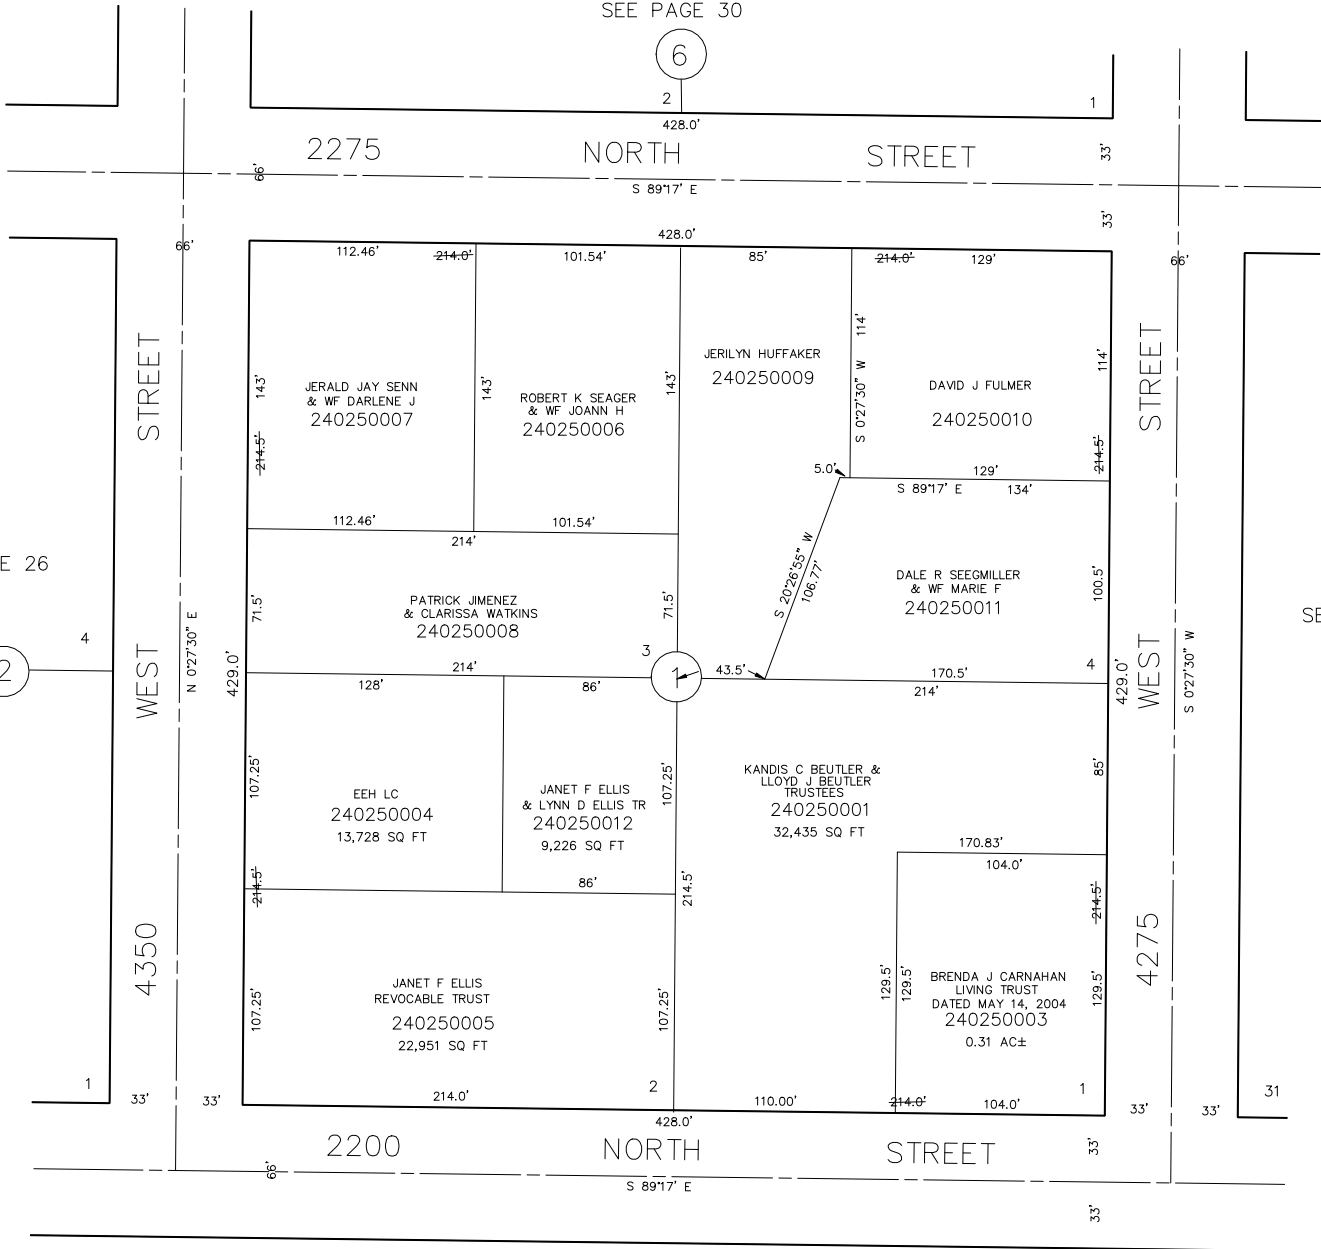 SEE PAGE 30
6
2
1
428.0'
2275 NORTH STREET
33'
66'
S 89°17' E
33'
66'
428.0'
66'
112.46'
214.0'
101.54'
85'
214.0'
129'
STREET
STREET
143'
143'
143'
114'
S 0°27'30" W
114'
JERALD JAY SENN
& WF DARLENE J
240250007
ROBERT K SEAGER
& WF JOANN H
240250006
JERILYN HUFFAKER
240250009
DAVID J FULMER
240250010
214.5'
214.5'
5.0'
129'
S 89°17' E
134'
112.46'
101.54'
214'
E 26
S 20°26'55" W
106.77'
DALE R SEEGMILLER
& WF MARIE F
240250011
100.5'
71.5'
PATRICK JIMENEZ
& CLARISSA WATKINS
240250008
71.5'
4
N 0°27'30" E
SE
2
WEST
429.0'
214'
3
1
43.5'
170.5'
4
429.0'
WEST
S 0°27'30" W
128'
86'
214'
107.25'
EEH LC
240250004
13,728 SQ FT
JANET F ELLIS
& LYNN D ELLIS TR
240250012
9,226 SQ FT
107.25'
KANDIS C BEUTLER &
LLOYD J BEUTLER
TRUSTEES
240250001
32,435 SQ FT
85'
170.83'
104.0'
214.5'
86'
214.5'
214.5'
4350
4275
107.25'
JANET F ELLIS
REVOCABLE TRUST
240250005
22,951 SQ FT
107.25'
129.5'
129.5'
BRENDA J CARNAHAN
LIVING TRUST
DATED MAY 14, 2004
240250003
0.31 AC±
129.5'
1
33'
33'
214.0'
2
110.00'
214.0'
104.0'
1
33'
33'
31
428.0'
2200 NORTH STREET
33'
66'
S 89°17' E
33'